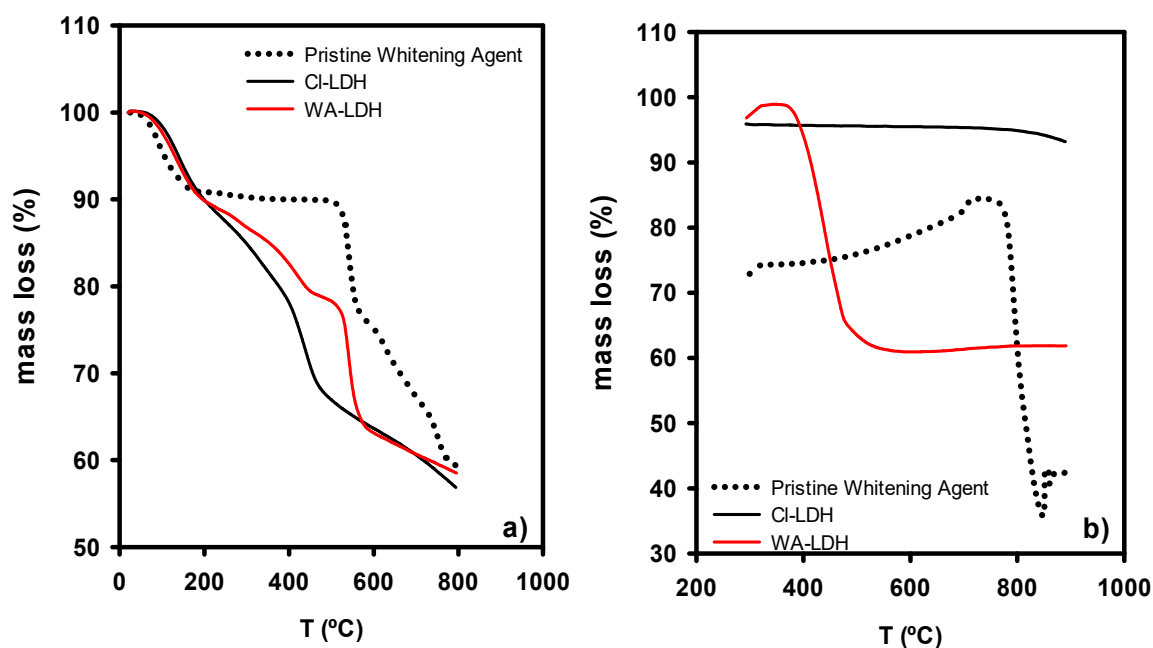 110
100
90
80
70
60
50
mass loss (%)
0
200
400
600
800
1000
T (ºC)
Pristine Whitening Agent
Cl-LDH
WA-LDH
a)
110
100
90
80
70
60
50
40
30
mass loss (%)
200
400
600
800
1000
T (ºC)
Pristine Whitening Agent
Cl-LDH
WA-LDH
b)